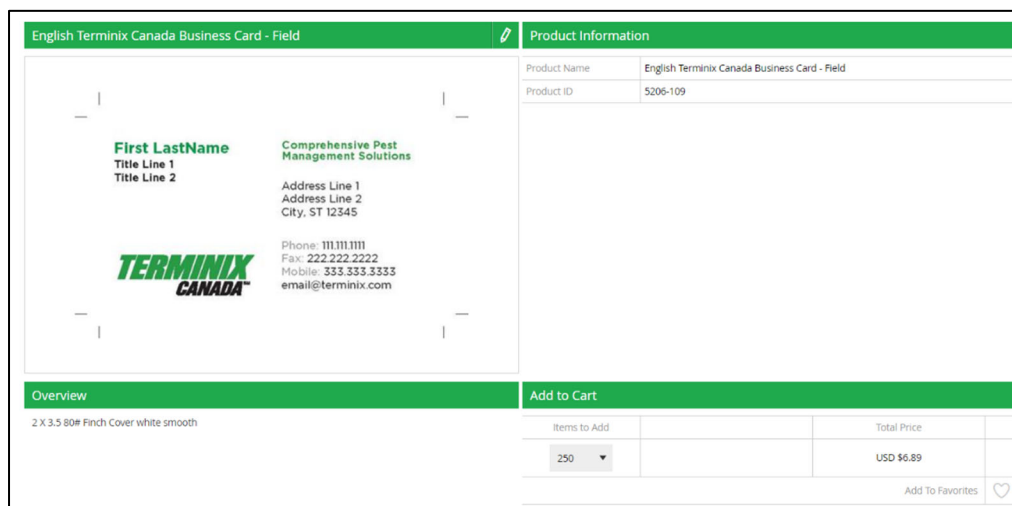 English Terminix Canada Business Card - Field
Product Information
Product Name English Terminix Canada Business Card - Field
Product ID 5206-109
First LastName
Title Line 1
Title Line 2
TERMINIX
CANADA™
Comprehensive Pest
Management Solutions
Address Line 1
Address Line 2
City, ST 12345
Phone: 111.111.1111
Fax: 222.222.2222
Mobile: 333.333.3333
email@terminix.com
Overview
2 X 3.5 80# Finch Cover white smooth
Add to Cart
Items to Add Total Price
250 USD $6.89
Add To Favorites